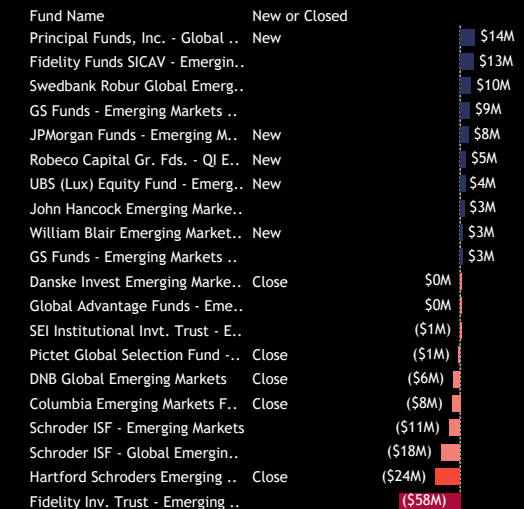 Fund Name New or Closed
Principal Funds, Inc. - Global .. New $14M
Fidelity Funds SICAV - Emergin.. $13M
Swedbank Robur Global Emerg.. $10M
GS Funds - Emerging Markets .. $9M
JPMorgan Funds - Emerging M.. New $8M
Robeco Capital Gr. Fds. - QI E.. New $5M
UBS (Lux) Equity Fund - Emerg.. New $4M
John Hancock Emerging Marke.. $3M
William Blair Emerging Market.. New $3M
GS Funds - Emerging Markets .. $3M
Danske Invest Emerging Marke.. Close $0M
Global Advantage Funds - Eme.. $0M
SEI Institutional Invt. Trust - E.. ($1M)
Pictet Global Selection Fund -.. Close ($1M)
DNB Global Emerging Markets Close ($6M)
Columbia Emerging Markets F.. Close ($8M)
Schroder ISF - Emerging Markets ($11M)
Schroder ISF - Global Emergin.. ($18M)
Hartford Schroders Emerging .. Close ($24M)
Fidelity Inv. Trust - Emerging .. ($58M)